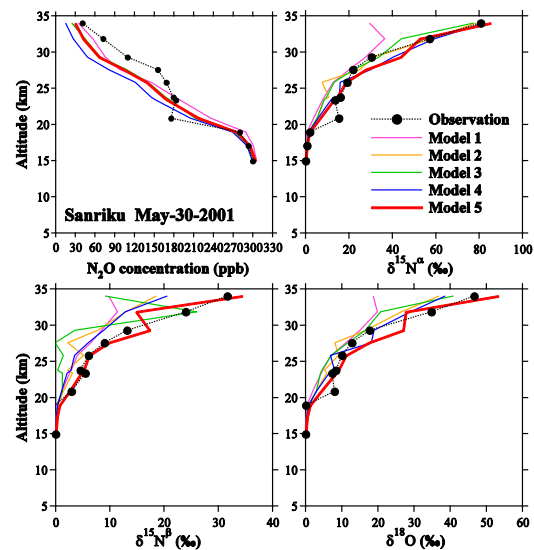 Altitude (km)
35
30
25
20
15
10
5
Sanriku May-30-2001
0 30 60 90 120 150 180 210 240 270 300 330
N2O concentration (ppb)
35
30
25
20
15
10
5
Observation
Model 1
Model 2
Model 3
Model 4
Model 5
0 20 40 60 80 100
δ15Nα (‰)
Altitude (km)
45
40
35
30
25
20
15
10
5
0 10 20 30 40
δ15Nβ (‰)
35
30
25
20
15
10
5
0 10 20 30 40 50 60
δ18O (‰)